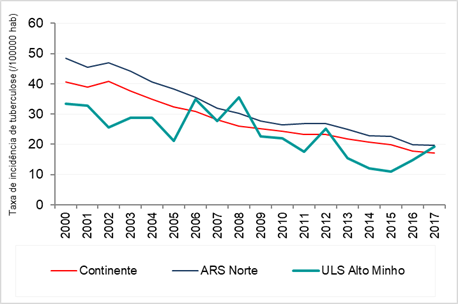 Taxa de incidência de tuberculose (/100000 hab)
60
50
40
30
20
10
0
2000 2001 2002 2003 2004 2005 2006 2007 2008 2009 2010 2011 2012 2013 2014 2015 2016 2017
Continente ARS Norte ULS Alto Minho